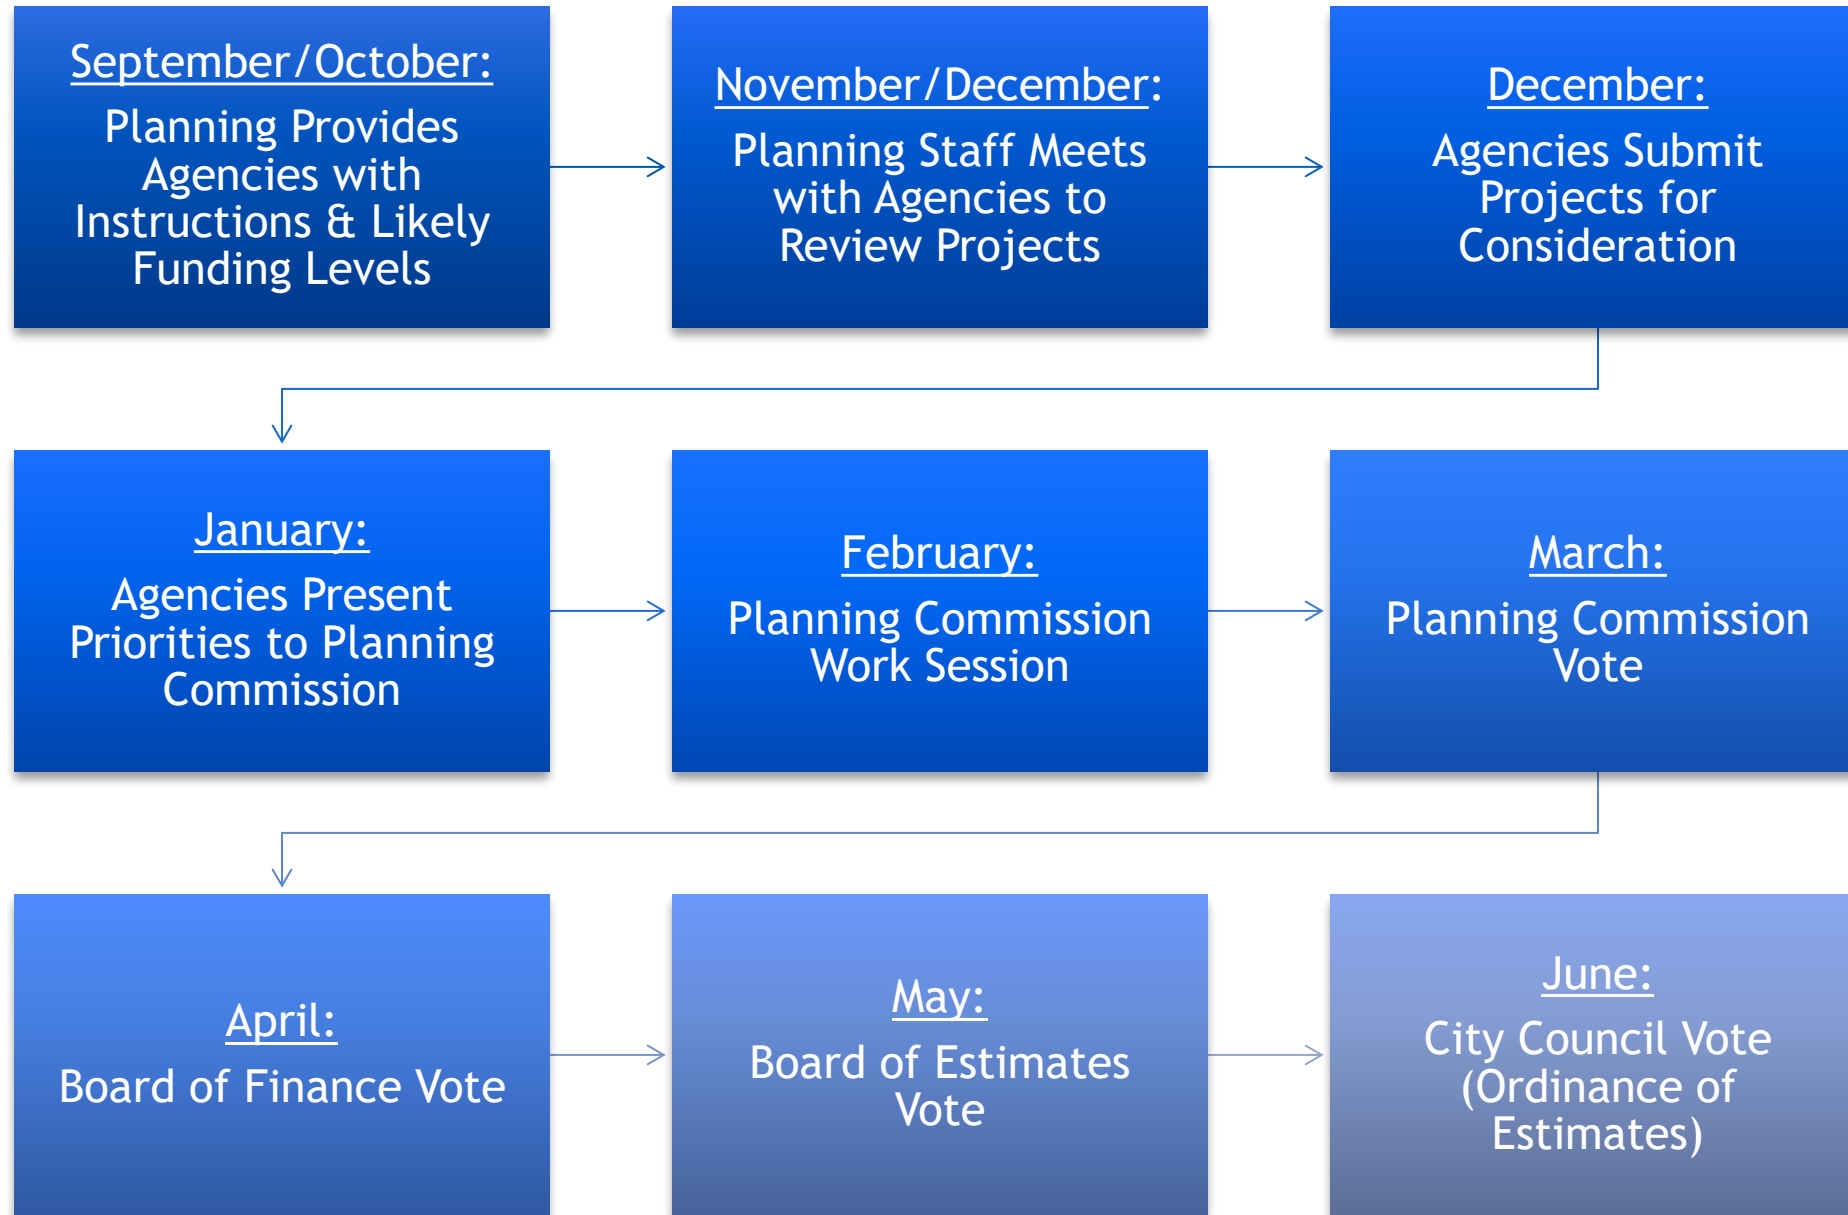 September/October:
Planning Provides
Agencies with
Instructions & Likely
Funding Levels
November/December:
Planning Staff Meets
with Agencies to
Review Projects
December:
Agencies Submit
Projects for
Consideration
January:
Agencies Present
Priorities to Planning
Commission
February:
Planning Commission
Work Session
March:
Planning Commission
Vote
April:
Board of Finance Vote
May:
Board of Estimates
Vote
June:
City Council Vote
(Ordinance of
Estimates)